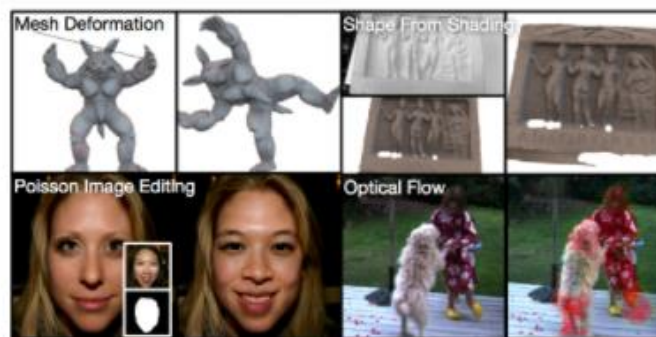 Mesh Deformation
Shape From Shading
Poisson Image Editing
Optical Flow